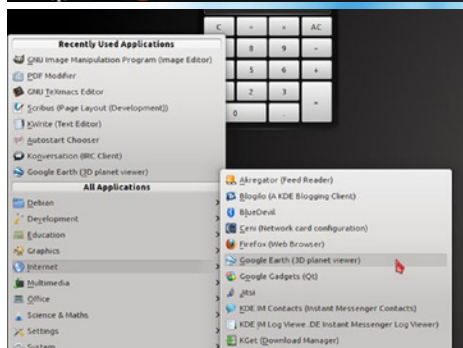 C
÷
×
AC
8
9
-
5
6
+
2
3
=
0
.
Recently Used Applications
GNU Image Manipulation Program (Image Editor)
PDF Modifier
GNU TeXmacs Editor
Scribus (Page Layout (Development))
KWrite (Text Editor)
Autostart Chooser
Konversation (IRC Client)
Google Earth (3D planet viewer)
All Applications
Debian
Development
Education
Graphics
Internet
Multimedia
Office
Science & Maths
Settings
System
Akregator (Feed Reader)
Blogilo (A KDE Blogging Client)
BlueDevil
Ceni (Network card configuration)
Firefox (Web Browser)
Google Earth (3D planet viewer)
Google Gadgets (Qt)
Jitsi
KDE IM Contacts (Instant Messenger Contacts)
KDE IM Log Viewe. DE Instant Messenger Log Viewer)
KGet (Download Manager)